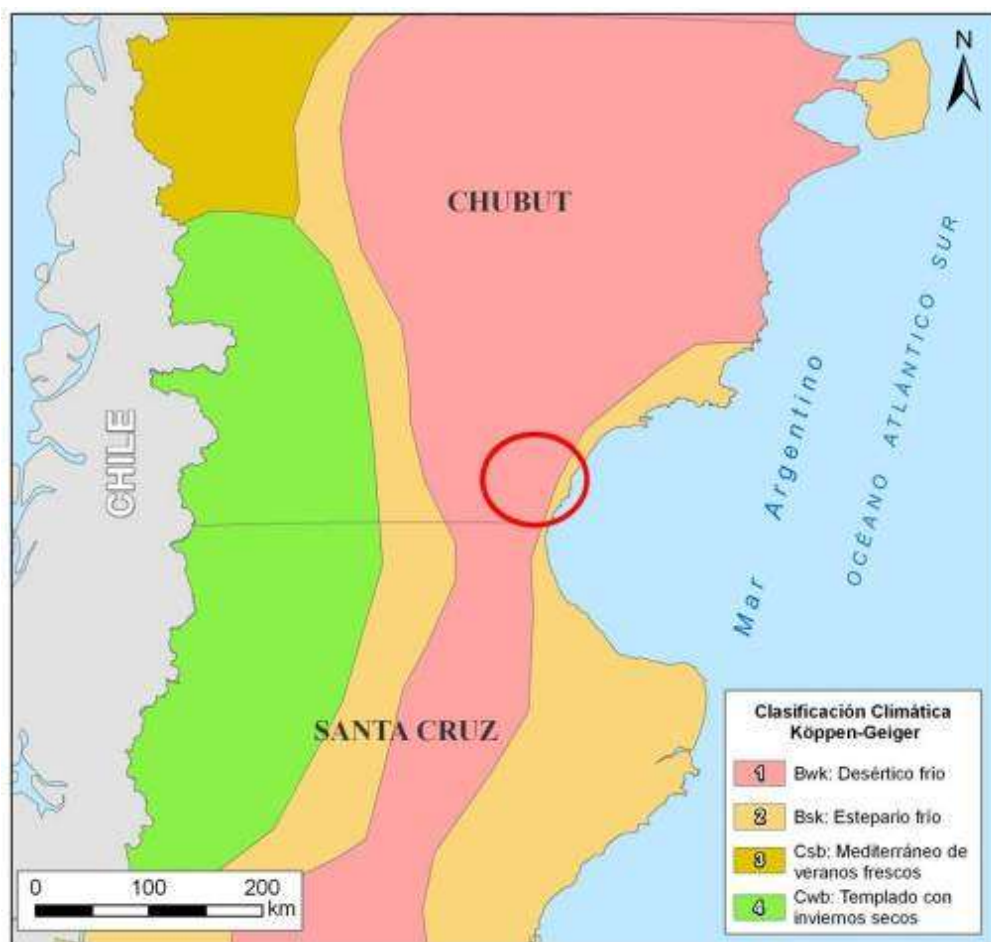 N
CHUBUT
CHILE
Mar Argentino
OCÉANO ATLÁNTICO SUR
SANTA CRUZ
Clasificación Climática
Köppen-Geiger
1 Bwk: Desértico frío
2 Bsk: Estepario frío
3 Csb: Mediterráneo de
veranos frescos
4 Cwb: Templado con
inviernos secos
0 100 200
km